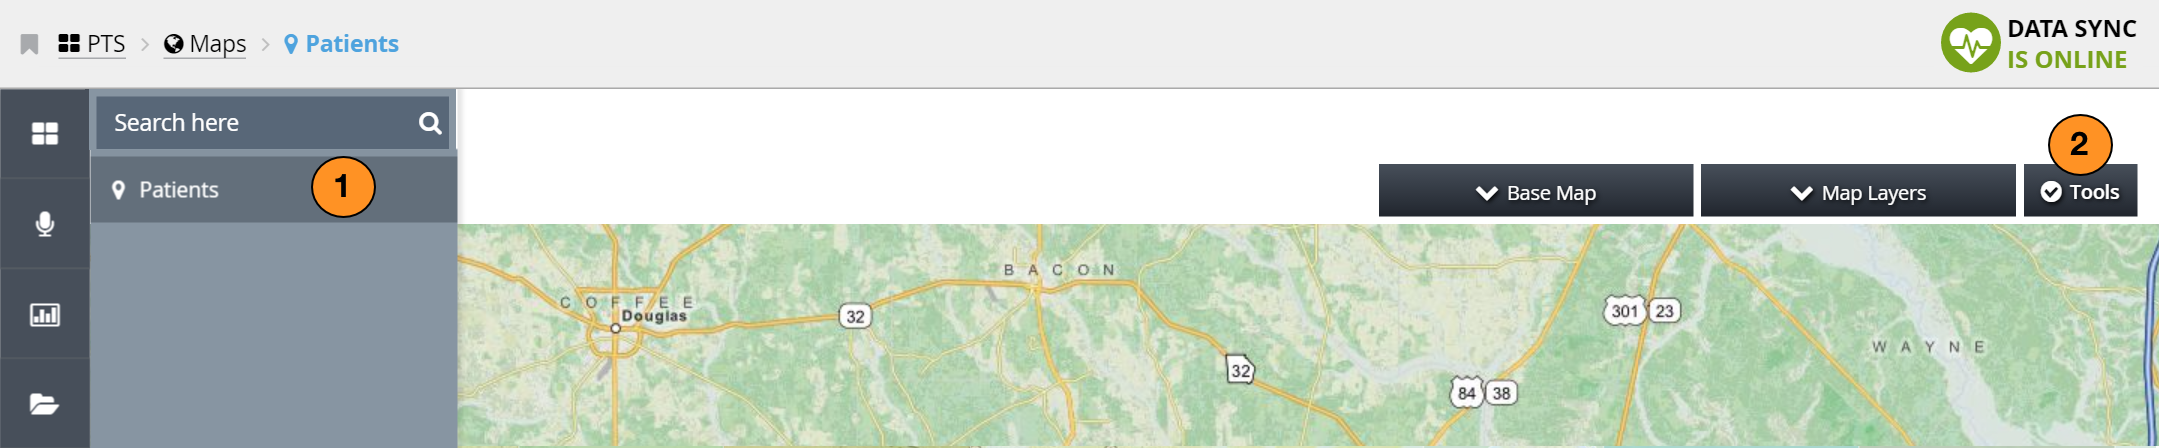 PTS > Maps > Patients
DATA SYNC
IS ONLINE
Search here
Patients
1
2
Base Map
Map Layers
Tools
BACON
COFFEE
Douglas
32
301
23
WAYNE
32
84
38